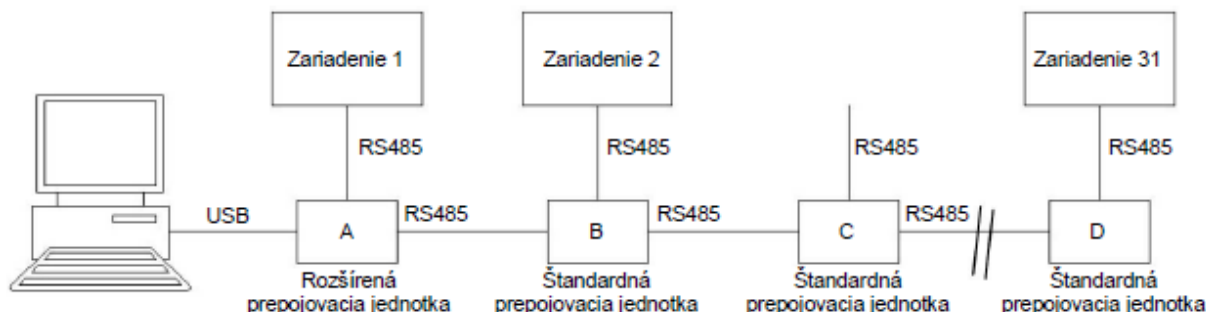 Zariadenie 1
Zariadenie 2
Zariadenie 31
RS485
RS485
RS485
RS485
USB
A
RS485
B
RS485
C
RS485
D
Rozšírená
prepojovacia jednotka
Štandardná
prepojovacia jednotka
Štandardná
prepojovacia jednotka
Štandardná
prepojovacia jednotka